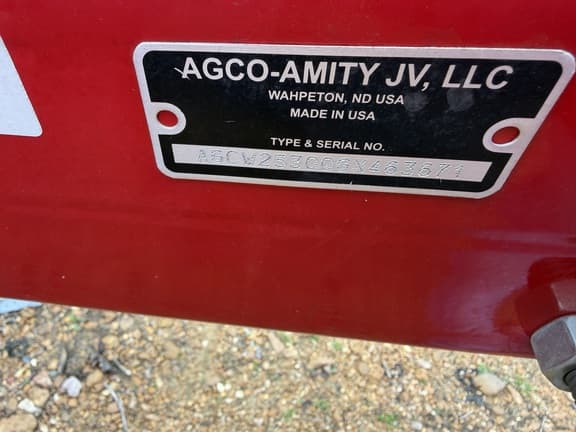 AGCO-AMITY JV, LLC
WAHPETON, ND USA
MADE IN USA
TYPE & SERIAL NO.